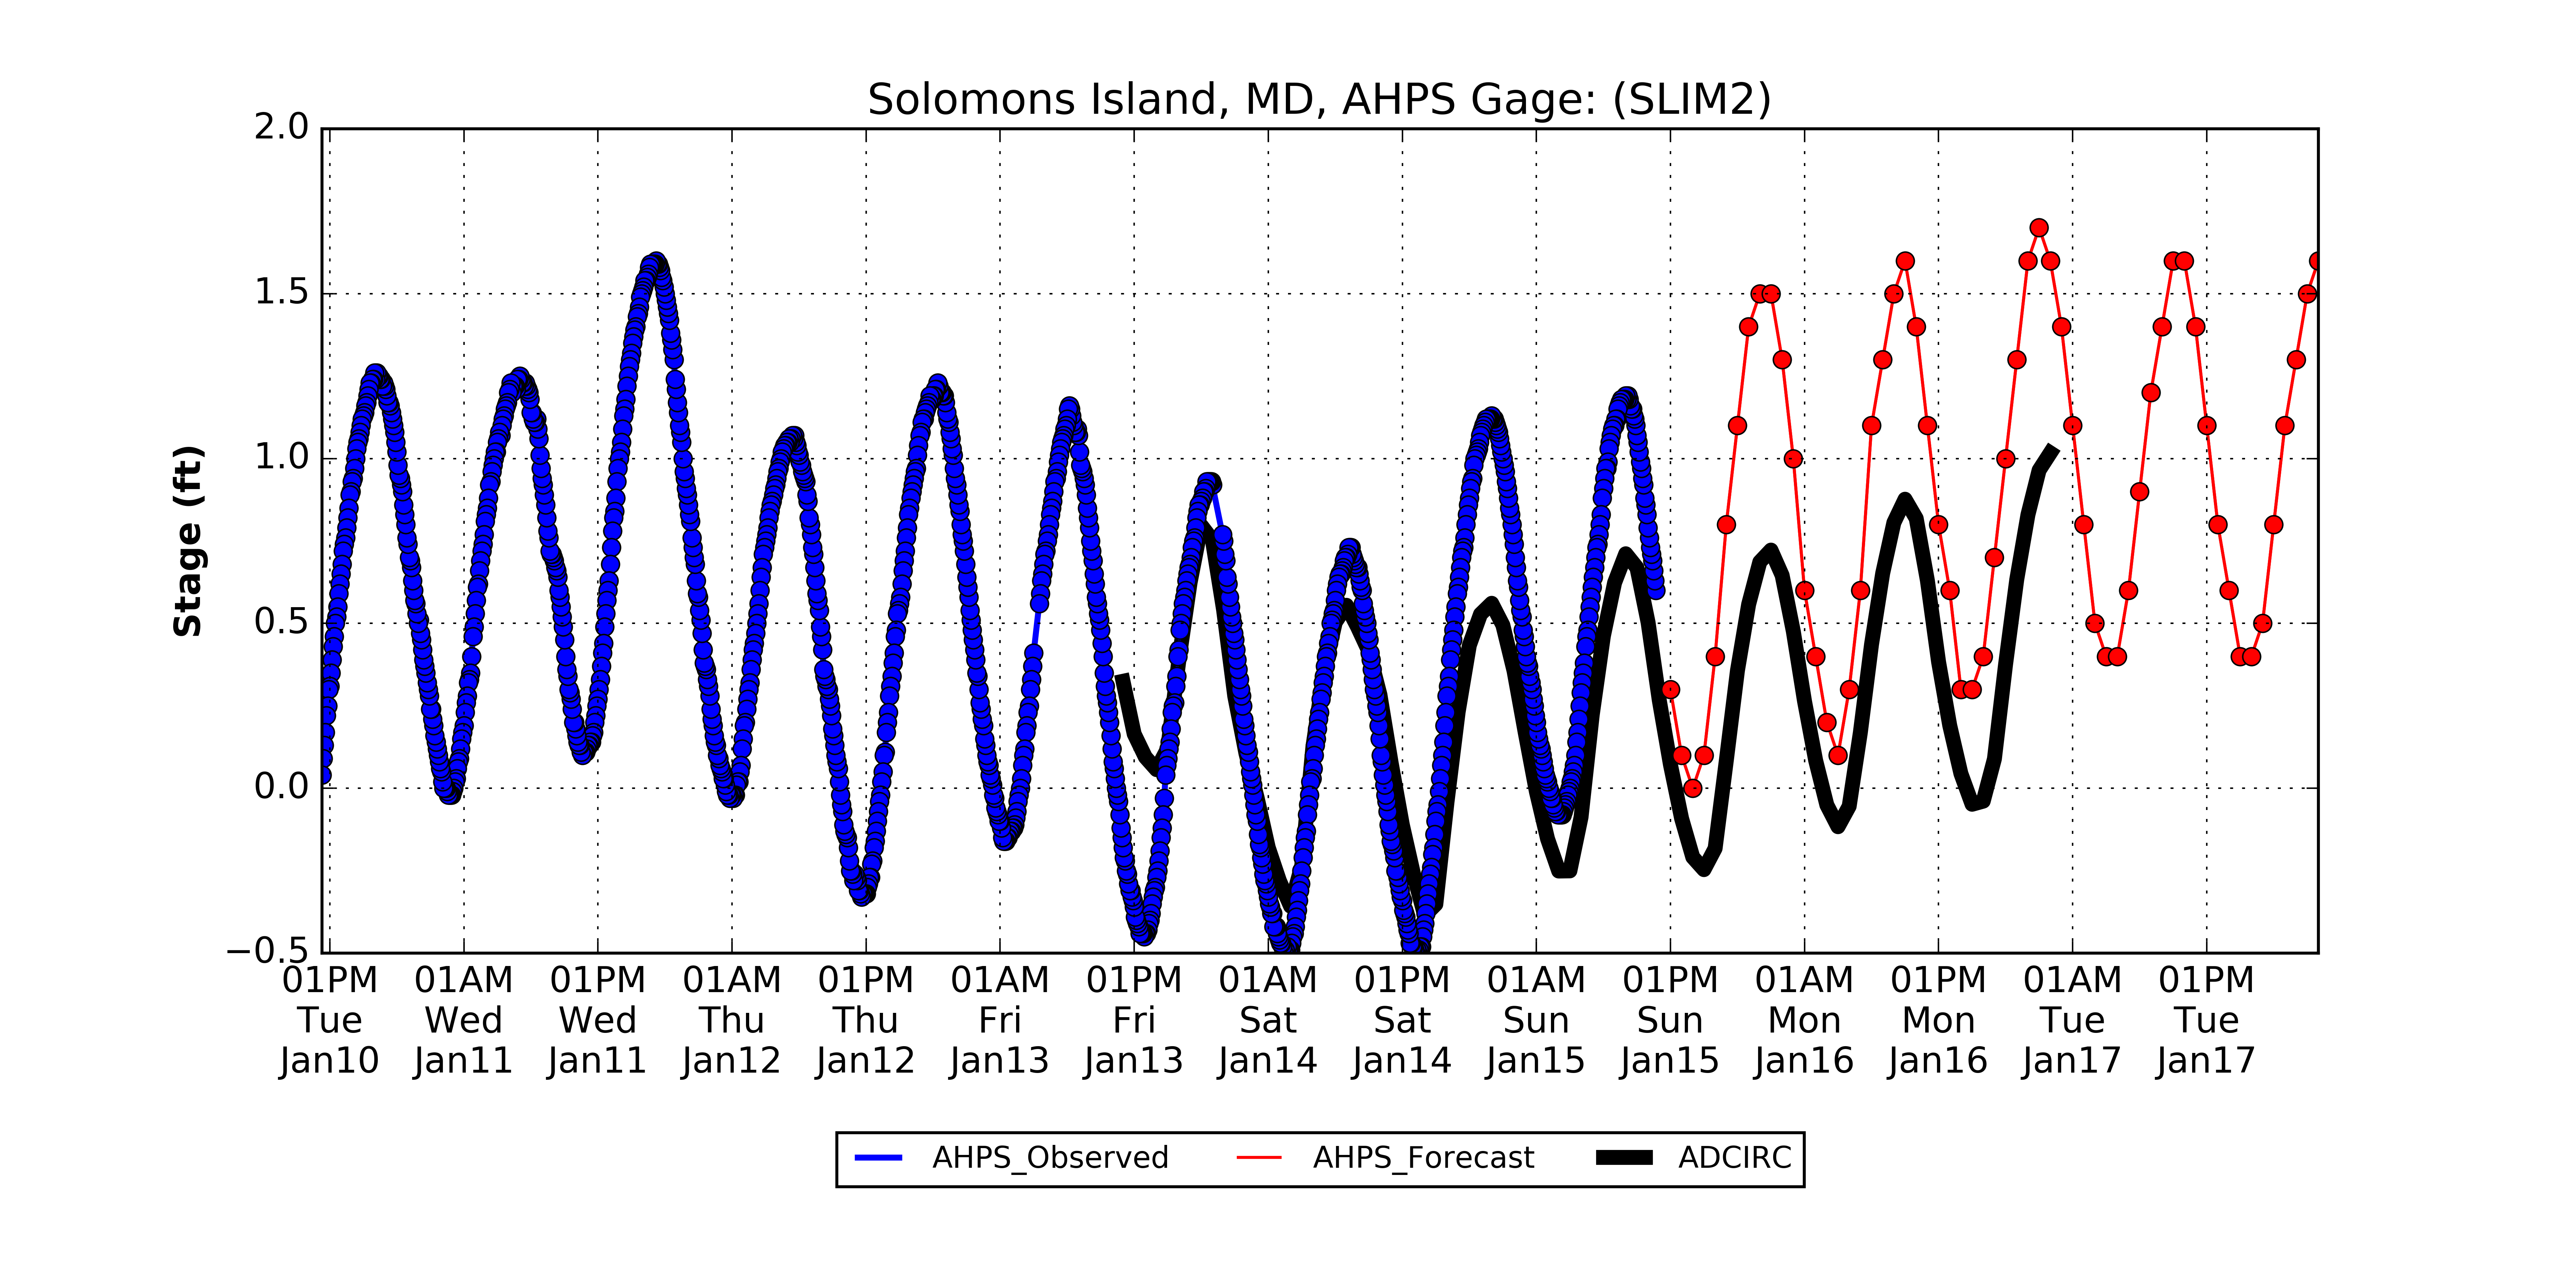 Solomons Island, MD, AHPS Gage: (SLIM2)
2.0
1.5
1.0
0.5
0.0
−0.5
Stage (ft)
01PM 01AM 01PM 01AM 01PM 01AM 01PM 01AM 01PM 01AM 01PM 01AM 01PM 01AM 01PM
Tue Wed Wed Thu Thu Fri Fri Sat Sat Sun Sun Mon Mon Tue Tue
Jan10 Jan11 Jan11 Jan12 Jan12 Jan13 Jan13 Jan14 Jan14 Jan15 Jan15 Jan16 Jan16 Jan17 Jan17
AHPS_Observed AHPS_Forecast ADCIRC